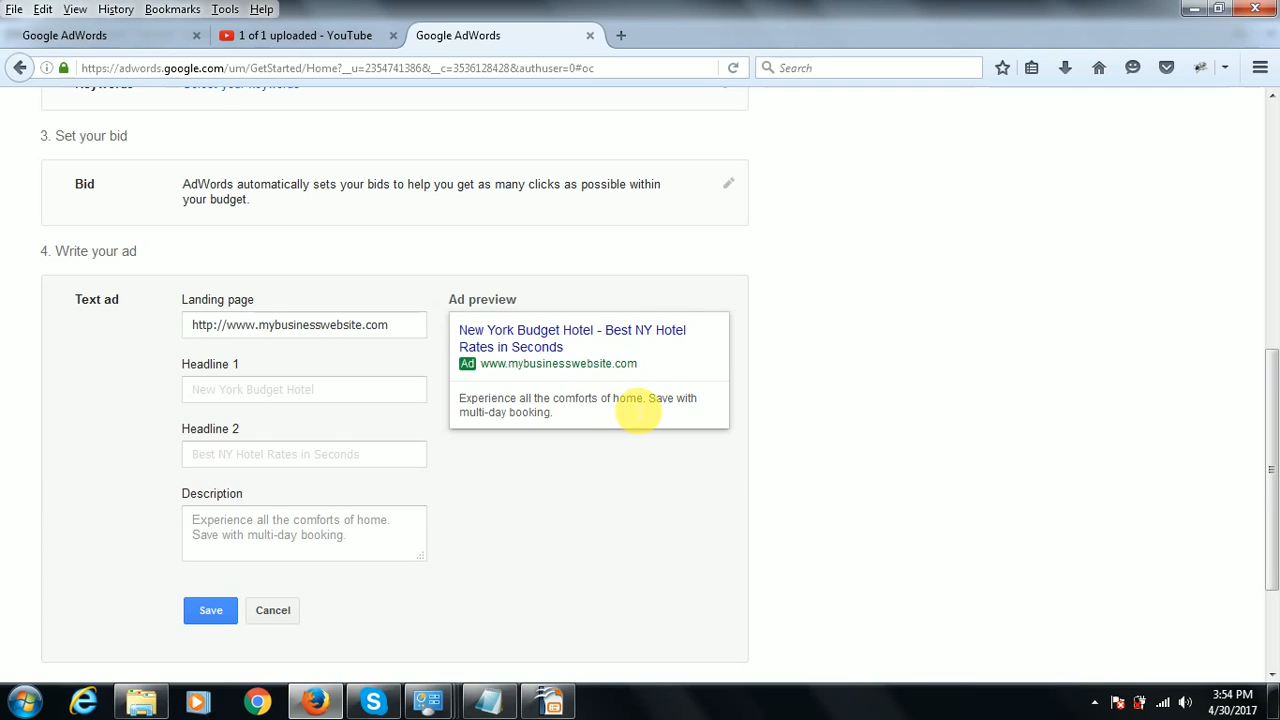 File Edit View History Bookmarks Tools Help
Google AdWords
1 of 1 uploaded - YouTube
Google AdWords
https://adwords.google.com/um/GetStarted/Home?__u=2354741386&__c=3536128428&authuser=0#oc
Search
Keywords Select your keywords
3. Set your bid
Bid
AdWords automatically sets your bids to help you get as many clicks as possible within
your budget.
4. Write your ad
Text ad
Landing page
http://www.mybusinesswebsite.com
Headline 1
New York Budget Hotel
Headline 2
Best NY Hotel Rates in Seconds
Description
Experience all the comforts of home.
Save with multi-day booking.
Save
Cancel
Ad preview
New York Budget Hotel - Best NY Hotel
Rates in Seconds
Ad www.mybusinesswebsite.com
Experience all the comforts of home. Save with
multi-day booking.
3:54 PM
4/30/2017